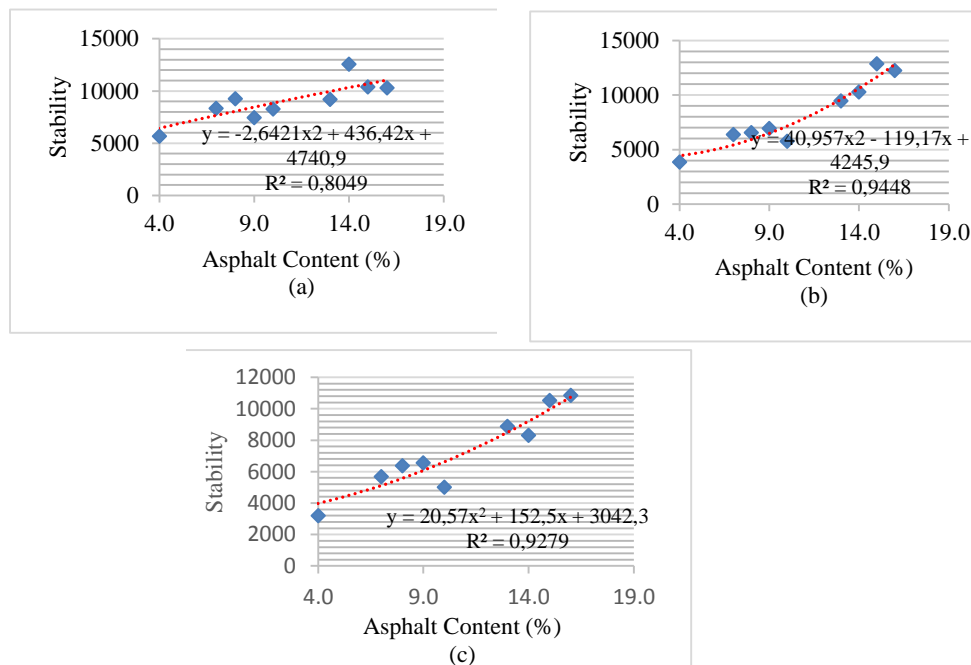 15000
10000
5000
0
Stability
y = -2,6421x2 + 436,42x +
4740,9
R² = 0,8049
4.0 9.0 14.0 19.0
Asphalt Content (%)
(a)
15000
10000
5000
0
Stability
y = 40,957x2 - 119,17x +
4245,9
R² = 0,9448
4.0 9.0 14.0 19.0
Asphalt Content (%)
(b)
12000
10000
8000
6000
4000
2000
0
Stability
y = 20,57x² + 152,5x + 3042,3
R² = 0,9279
4.0 9.0 14.0 19.0
Asphalt Content (%)
(c)